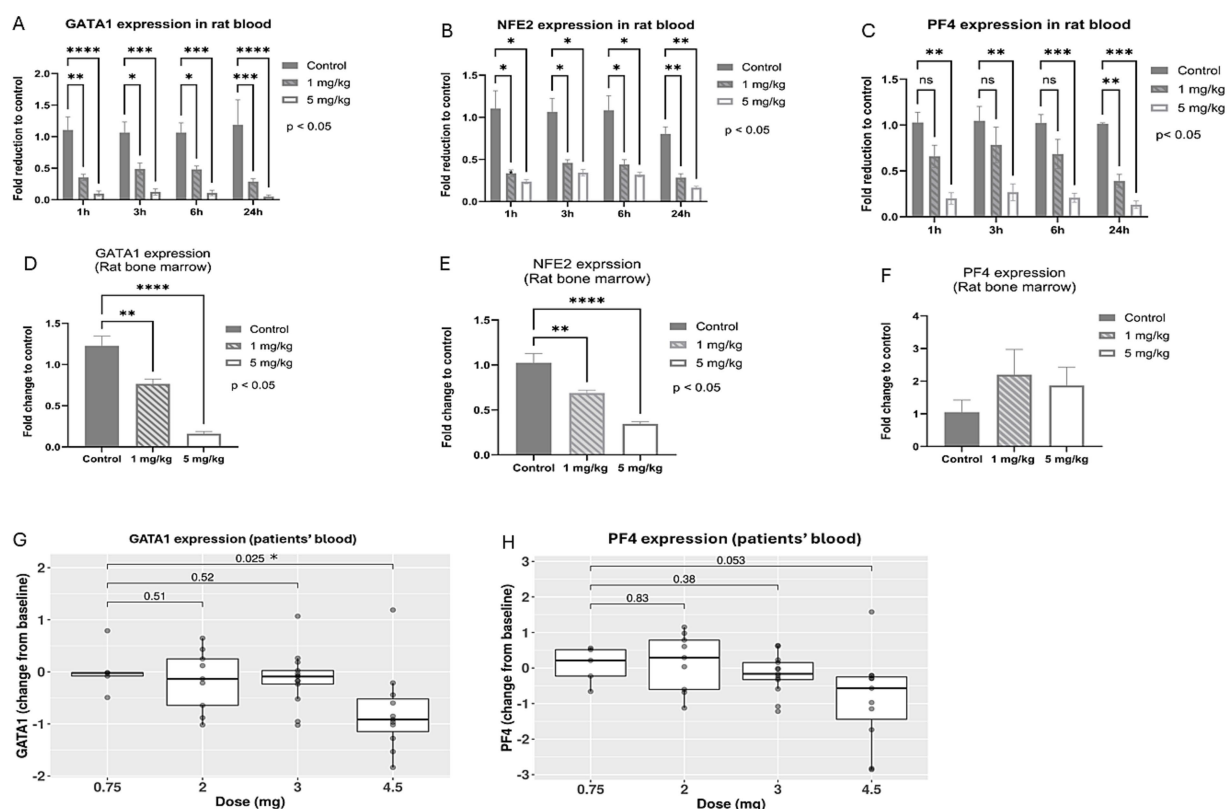 A
GATA1 expression in rat blood
Fold reduction to control
2.0
1.5
1.0
0.5
0.0
**** *** *** ****
** * * ***
1h 3h 6h 24h
Control
1 mg/kg
5 mg/kg
p < 0.05
B
NFE2 expression in rat blood
Fold reduction to control
1.5
1.0
0.5
0.0
* * * **
* * * **
1h 3h 6h 24h
Control
1 mg/kg
5 mg/kg
p < 0.05
C
PF4 expression in rat blood
Fold reduction to control
1.5
1.0
0.5
0.0
** ** *** ***
ns ns ns **
1h 3h 6h 24h
Control
1 mg/kg
5 mg/kg
p< 0.05
D
GATA1 expression
(Rat bone marrow)
Fold change to control
1.5
1.0
0.5
0.0
****
**
Control 1 mg/kg 5 mg/kg
Control
1 mg/kg
5 mg/kg
p < 0.05
E
NFE2 exprssion
(Rat bone marrow)
Fold change to control
1.5
1.0
0.5
0.0
****
**
Control 1 mg/kg 5 mg/kg
Control
1 mg/kg
5 mg/kg
p < 0.05
F
PF4 expression
(Rat bone marrow)
Fold change to control
4
3
2
1
0
Control 1 mg/kg 5 mg/kg
Control
1 mg/kg
5 mg/kg
G
GATA1 expression (patients' blood)
GATA1 (change from baseline)
2
1
0
-1
-2
0.025 *
0.52
0.51
0.75 2 3 4.5
Dose (mg)
H
PF4 expression (patients' blood)
PF4 (change from baseline)
3
2
1
0
-1
-2
-3
0.053
0.38
0.83
0.75 2 3 4.5
Dose (mg)